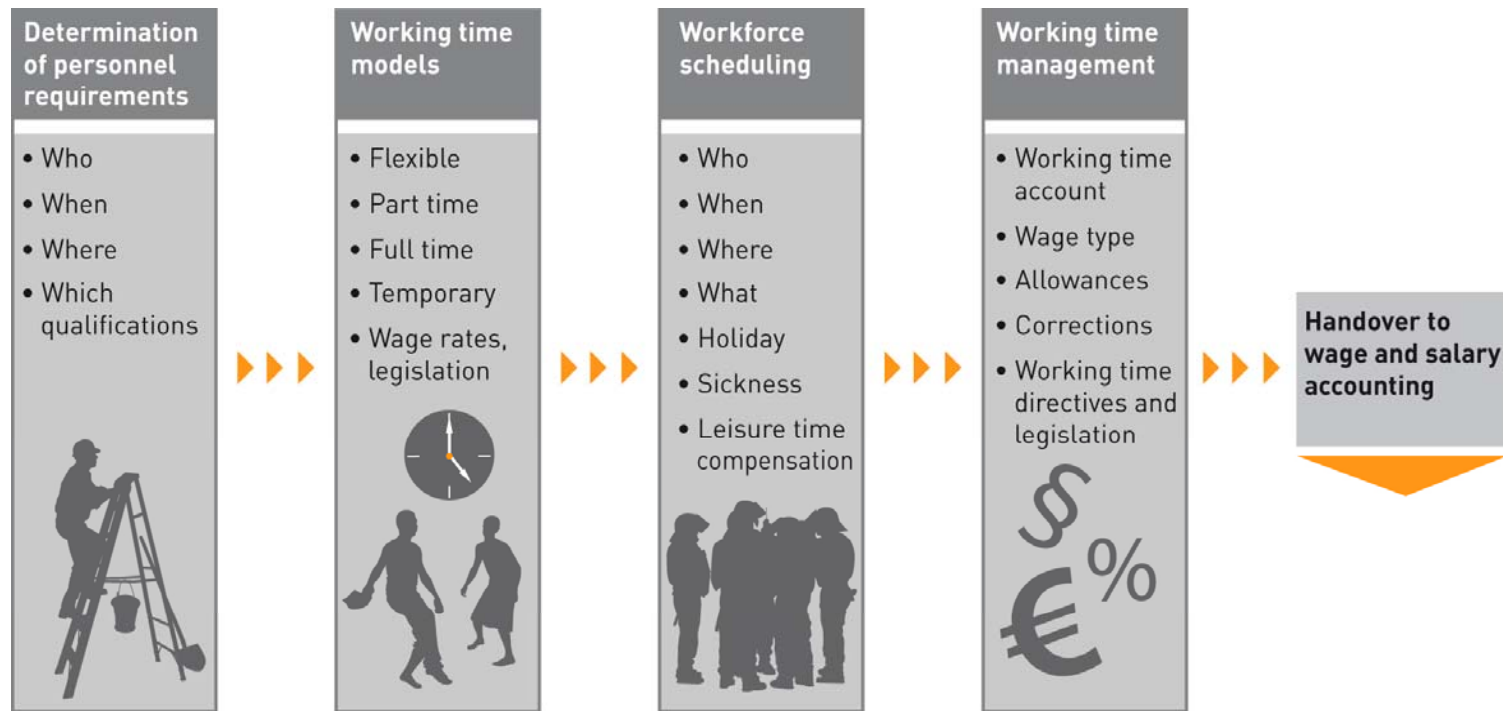 Determination
of personnel
requirements
• Who
• When
• Where
• Which
qualifications
Working time
models
• Flexible
• Part time
• Full time
• Temporary
• Wage rates,
legislation
Workforce
scheduling
• Who
• When
• Where
• What
• Holiday
• Sickness
• Leisure time
compensation
Working time
management
• Working time
account
• Wage type
• Allowances
• Corrections
• Working time
directives and
legislation
§
%
€
Handover to
wage and salary
accounting